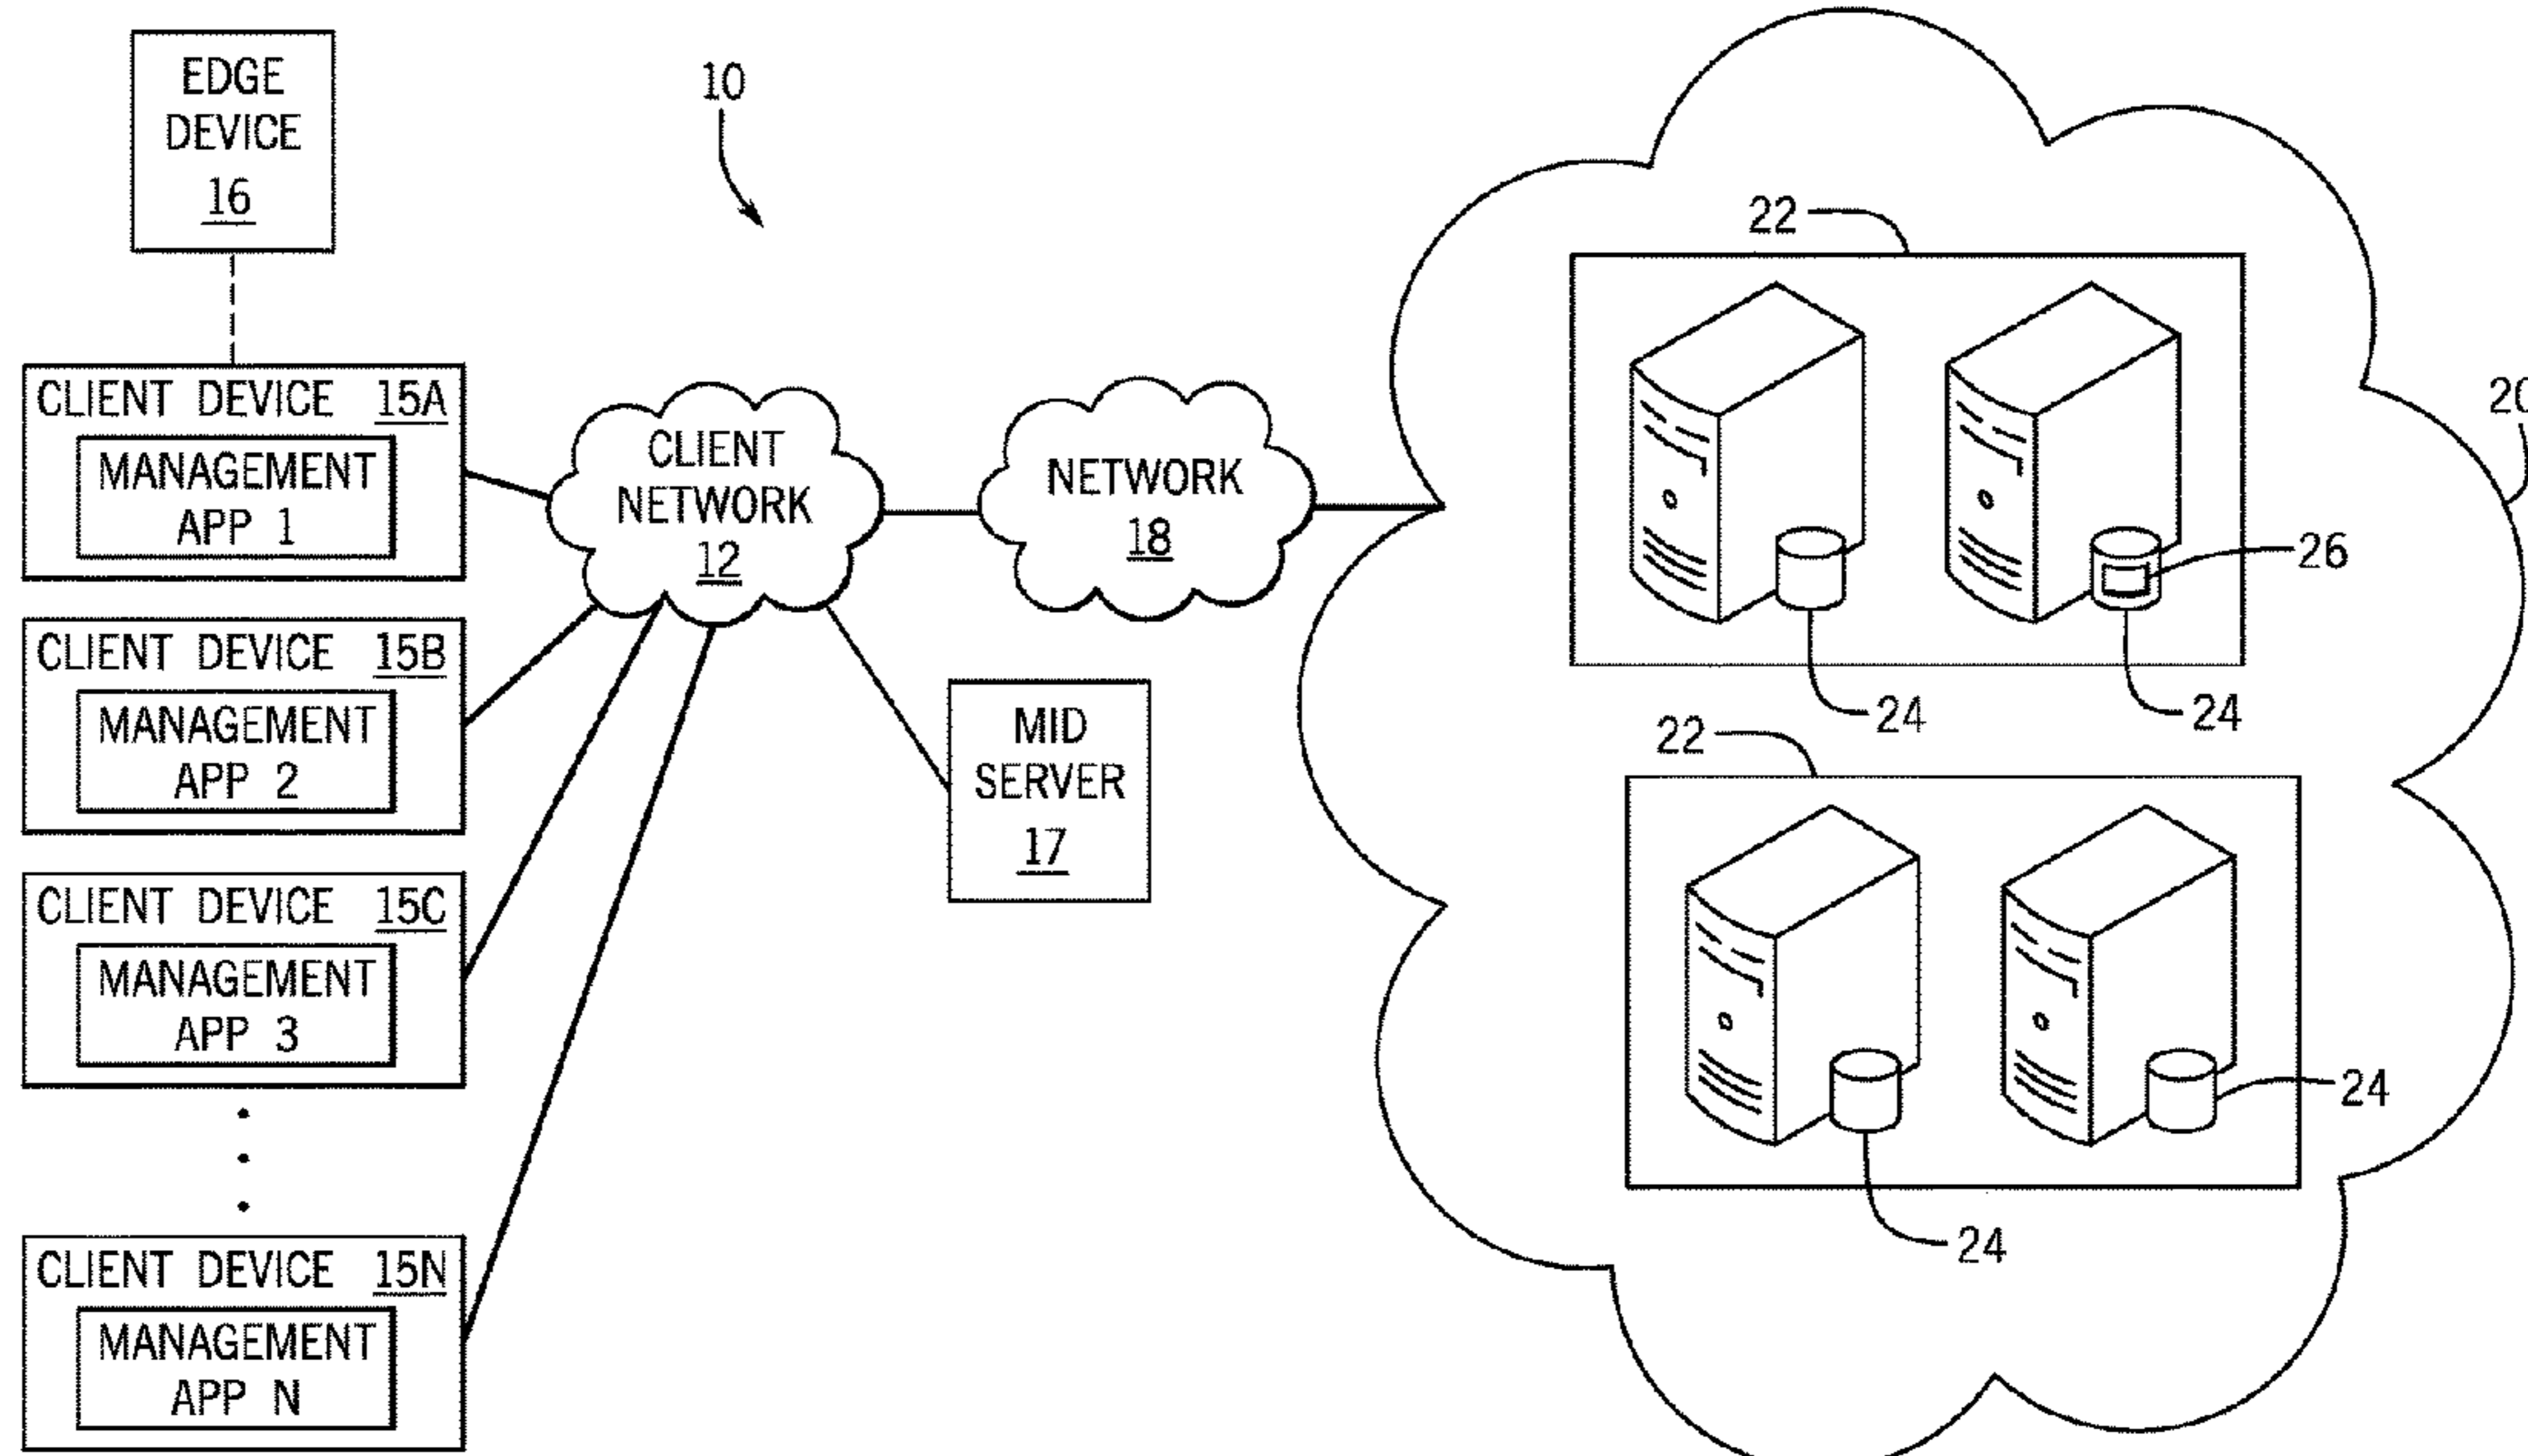 EDGE
DEVICE
16
10
CLIENT DEVICE 15A
MANAGEMENT
APP 1
CLIENT DEVICE 15B
MANAGEMENT
APP 2
CLIENT DEVICE 15C
MANAGEMENT
APP 3
CLIENT DEVICE 15N
MANAGEMENT
APP N
CLIENT
NETWORK
12
NETWORK
18
MID
SERVER
17
22
26
24
24
22
24
24